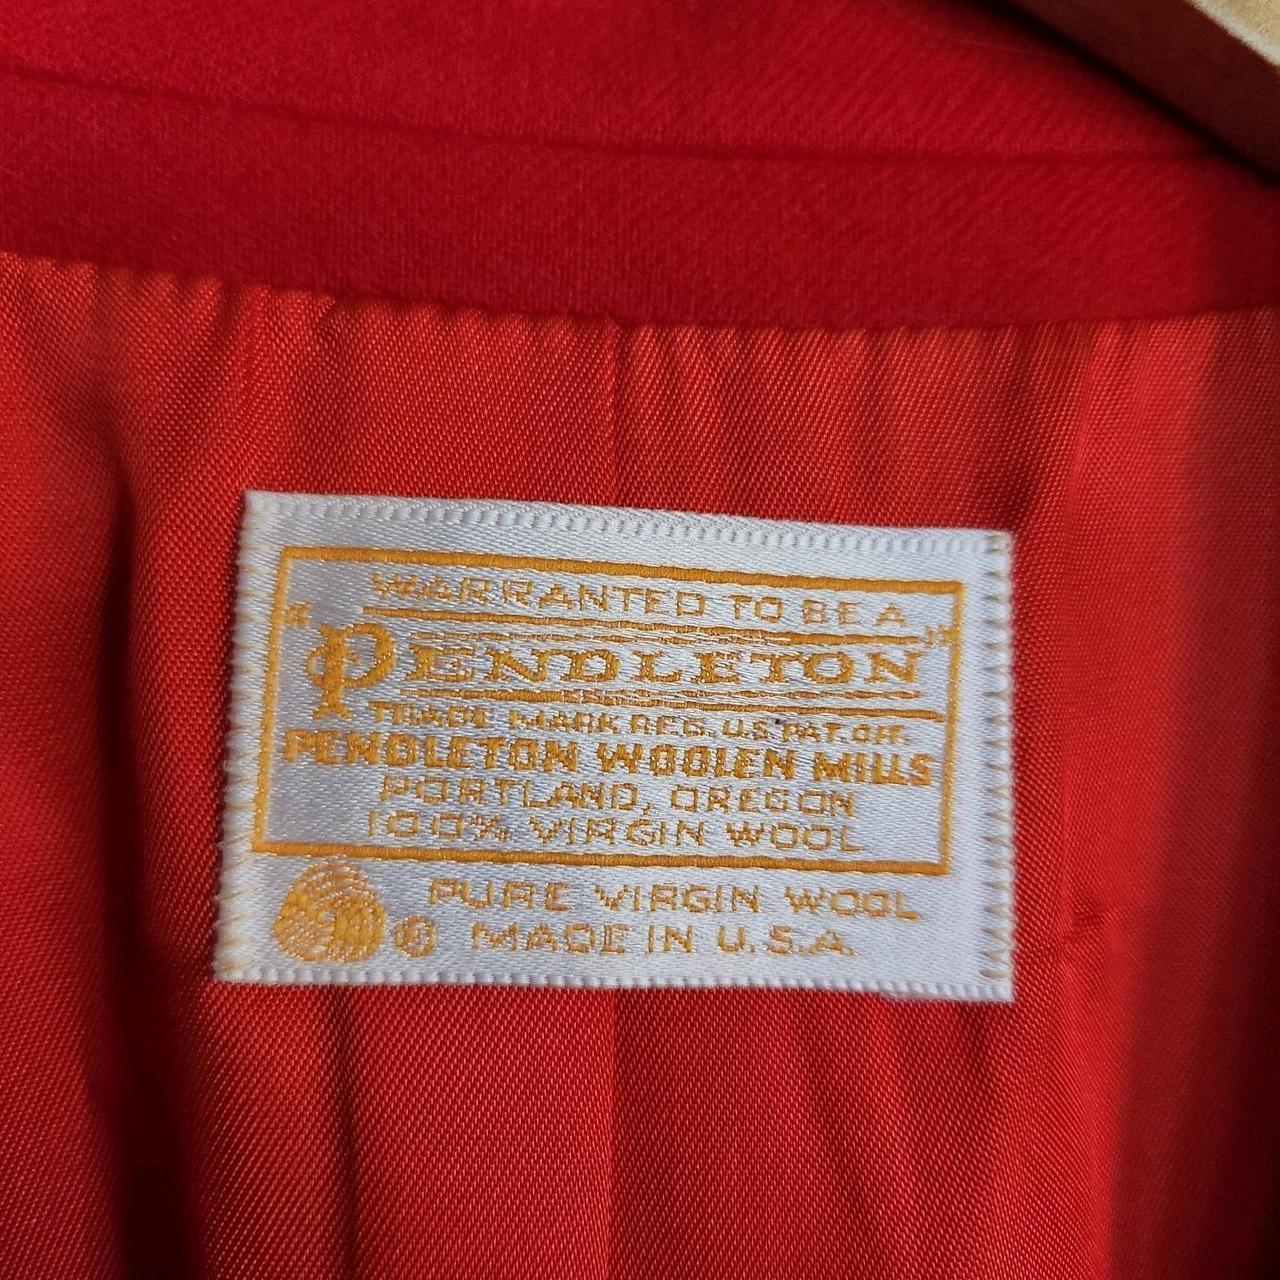 WARRANTED TO BE A
"PENDLETON"
TRADE MARK REG. U.S. PAT. OFF.
PENDLETON WOOLEN MILLS
PORTLAND, OREGON
100% VIRGIN WOOL
PURE VIRGIN WOOL
® MADE IN U.S.A.